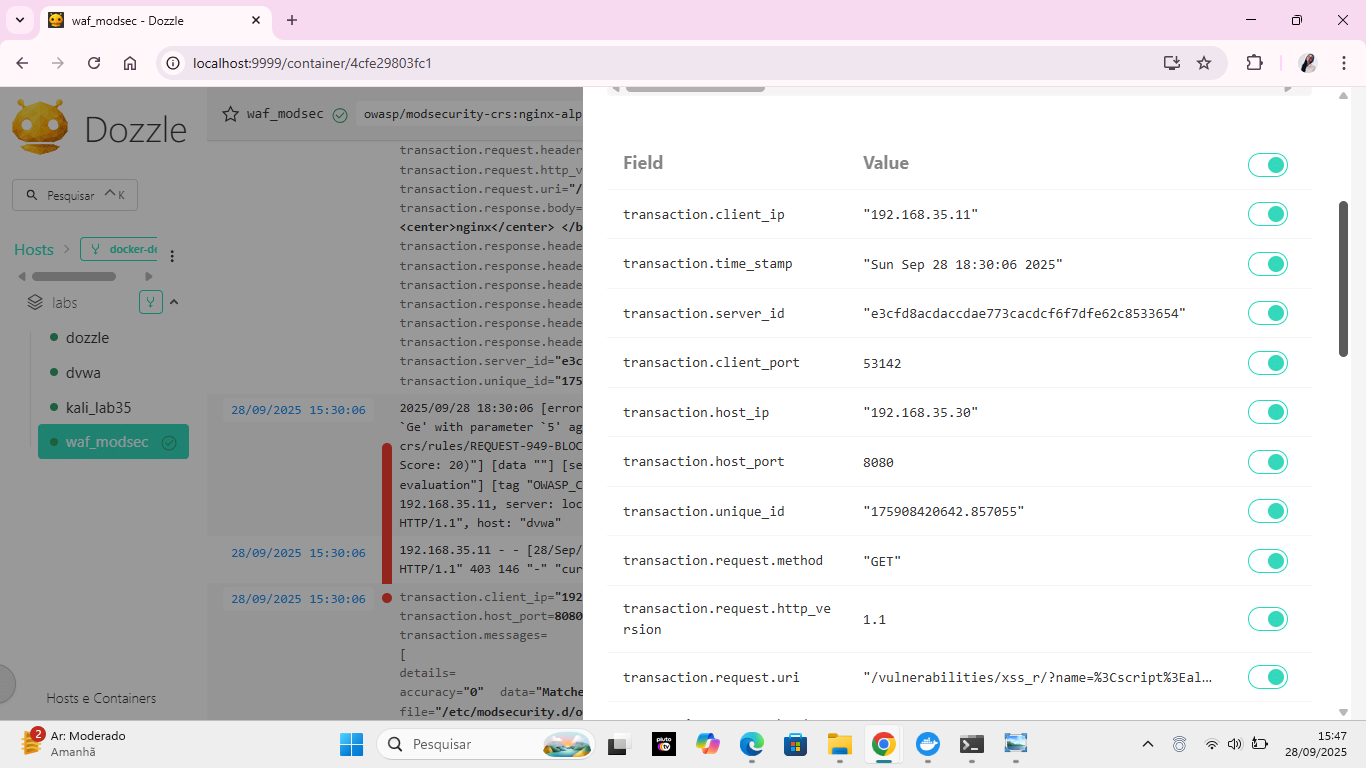 waf_modsec - Dozzle
localhost:9999/container/4cfe29803fc1
Dozzle
Pesquisar ^ K
Hosts
docker-de
labs
dozzle
dvwa
kali_lab35
waf_modsec
Hosts e Containers
waf_modsec
owasp/modsecurity-crs:nginx-alp
transaction.request.header
transaction.request.http_v
transaction.request.uri="/
transaction.response.body=
<center>nginx</center> </b
transaction.response.heade
transaction.response.heade
transaction.response.heade
transaction.response.heade
transaction.response.heade
transaction.response.heade
transaction.server_id="e3c
transaction.unique_id="175
28/09/2025 15:30:06
2025/09/28 18:30:06 [error
`Ge' with parameter `5' ag
crs/rules/REQUEST-949-BLOC
Score: 20)"] [data ""] [se
evaluation"] [tag "OWASP_C
192.168.35.11, server: loc
HTTP/1.1", host: "dvwa"
28/09/2025 15:30:06
192.168.35.11 - - [28/Sep/
HTTP/1.1" 403 146 "-" "cur
28/09/2025 15:30:06
transaction.client_ip="192
transaction.host_port=8080
transaction.messages=
[
details=
accuracy="0" data="Matche
file="/etc/modsecurity.d/o
Field Value
transaction.client_ip "192.168.35.11"
transaction.time_stamp "Sun Sep 28 18:30:06 2025"
transaction.server_id "e3cfd8acdaccdae773cacdcf6f7dfe62c8533654"
transaction.client_port 53142
transaction.host_ip "192.168.35.30"
transaction.host_port 8080
transaction.unique_id "175908420642.857055"
transaction.request.method "GET"
transaction.request.http_ve
rsion 1.1
transaction.request.uri "/vulnerabilities/xss_r/?name=%3Cscript%3Eal...
2
Ar: Moderado
Amanhã
Pesquisar
pluto
tv
15:47
28/09/2025